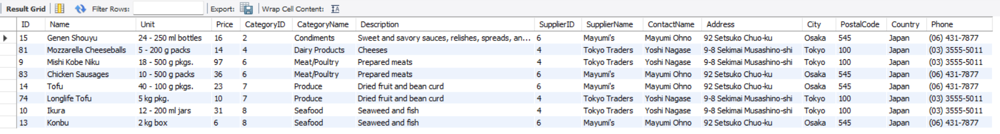 Result Grid Filter Rows: Export: Wrap Cell Content: IA
ID Name Unit Price CategoryID CategoryName Description SupplierID SupplierName ContactName Address City PostalCode Country Phone
15 Genen Shouyu 24 - 250 ml bottles 16 2 Condiments Sweet and savory sauces, relishes, spreads, an... 6 Mayumi's Mayumi Ohno 92 Setsuko Chuo-ku Osaka 545 Japan (06) 431-7877
81 Mozzarella Cheeseballs 5 - 200 g packs 14 4 Dairy Products Cheeses 4 Tokyo Traders Yoshi Nagase 9-8 Sekimai Musashino-shi Tokyo 100 Japan (03) 3555-5011
9 Mishi Kobe Niku 18 - 500 g pkgs. 97 6 Meat/Poultry Prepared meats 4 Tokyo Traders Yoshi Nagase 9-8 Sekimai Musashino-shi Tokyo 100 Japan (03) 3555-5011
83 Chicken Sausages 10 - 500 g packs 36 6 Meat/Poultry Prepared meats 6 Mayumi's Mayumi Ohno 92 Setsuko Chuo-ku Osaka 545 Japan (06) 431-7877
14 Tofu 40 - 100 g pkgs. 23 7 Produce Dried fruit and bean curd 6 Mayumi's Mayumi Ohno 92 Setsuko Chuo-ku Osaka 545 Japan (06) 431-7877
74 Longlife Tofu 5 kg pkg. 10 7 Produce Dried fruit and bean curd 4 Tokyo Traders Yoshi Nagase 9-8 Sekimai Musashino-shi Tokyo 100 Japan (03) 3555-5011
10 Ikura 12 - 200 ml jars 31 8 Seafood Seaweed and fish 4 Tokyo Traders Yoshi Nagase 9-8 Sekimai Musashino-shi Tokyo 100 Japan (03) 3555-5011
13 Konbu 2 kg box 6 8 Seafood Seaweed and fish 6 Mayumi's Mayumi Ohno 92 Setsuko Chuo-ku Osaka 545 Japan (06) 431-7877